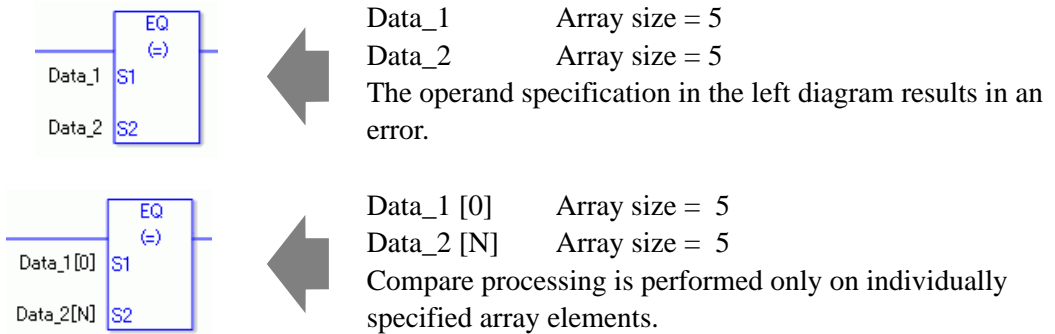 EQ
(=)
Data_1 S1
Data_2 S2
Data_1 Array size = 5
Data_2 Array size = 5
The operand specification in the left diagram results in an
error.
EQ
(=)
Data_1[0] S1
Data_2[N] S2
Data_1 [0] Array size = 5
Data_2 [N] Array size = 5
Compare processing is performed only on individually
specified array elements.